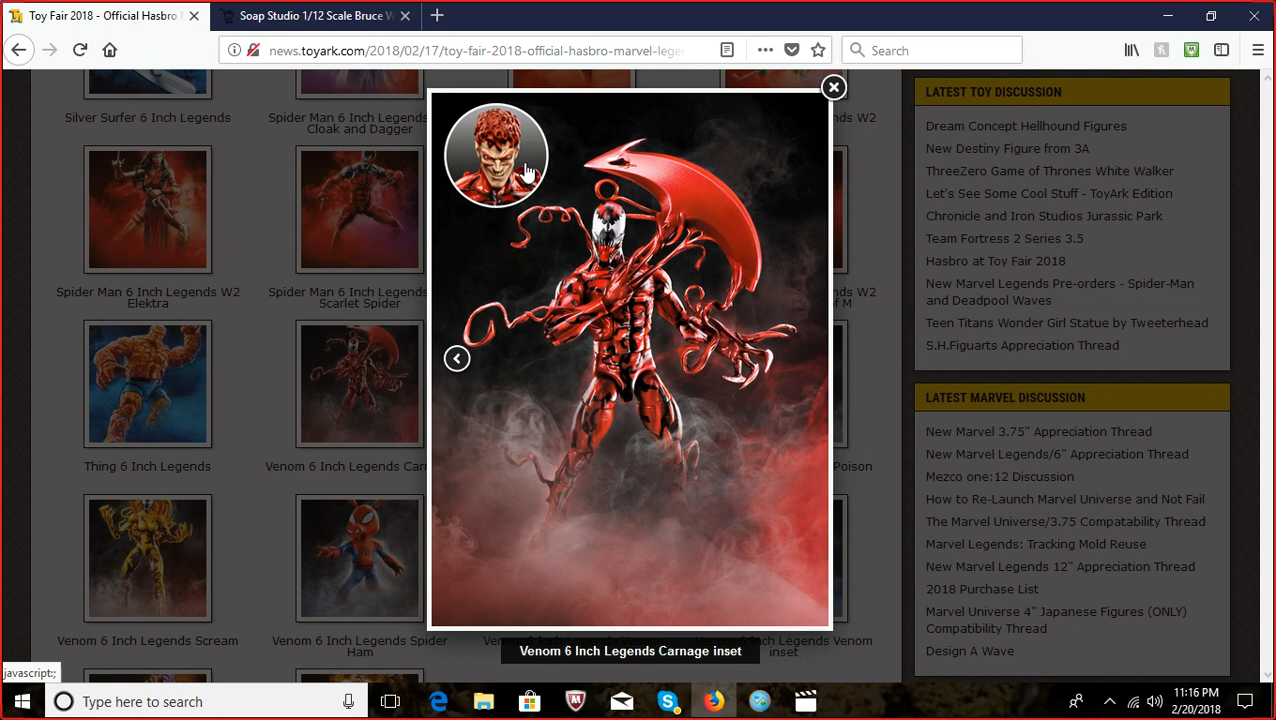 Toy Fair 2018 - Official Hasbro
Soap Studio 1/12 Scale Bruce W
news.toyark.com/2018/02/17/toy-fair-2018-official-hasbro-marvel-lege
Search
Silver Surfer 6 Inch Legends
Spider Man 6 Inch Legends
Cloak and Dagger
W2
Spider Man 6 Inch Legends W2
Elektra
Spider Man 6 Inch Legends
Scarlet Spider
W2
of M
Thing 6 Inch Legends
Venom 6 Inch Legends
Poison
Venom 6 Inch Legends Scream
Venom 6 Inch Legends Spider
Ham
Venom
inset
Venom 6 Inch Legends Carnage inset
LATEST TOY DISCUSSION
Dream Concept Hellhound Figures
New Destiny Figure from 3A
ThreeZero Game of Thrones White Walker
Let's See Some Cool Stuff - ToyArk Edition
Chronicle and Iron Studios Jurassic Park
Team Fortress 2 Series 3.5
Hasbro at Toy Fair 2018
New Marvel Legends Pre-orders - Spider-Man
and Deadpool Waves
Teen Titans Wonder Girl Statue by Tweeterhead
S.H.Figuarts Appreciation Thread
LATEST MARVEL DISCUSSION
New Marvel 3.75" Appreciation Thread
New Marvel Legends/6" Appreciation Thread
Mezco one:12 Discussion
How to Re-Launch Marvel Universe and Not Fail
The Marvel Universe/3.75 Compatability Thread
Marvel Legends: Tracking Mold Reuse
New Marvel Legends 12" Appreciation Thread
2018 Purchase List
Marvel Universe 4" Japanese Figures (ONLY)
Compatibility Thread
Design A Wave
javascript:;
Type here to search
11:16 PM
2/20/2018